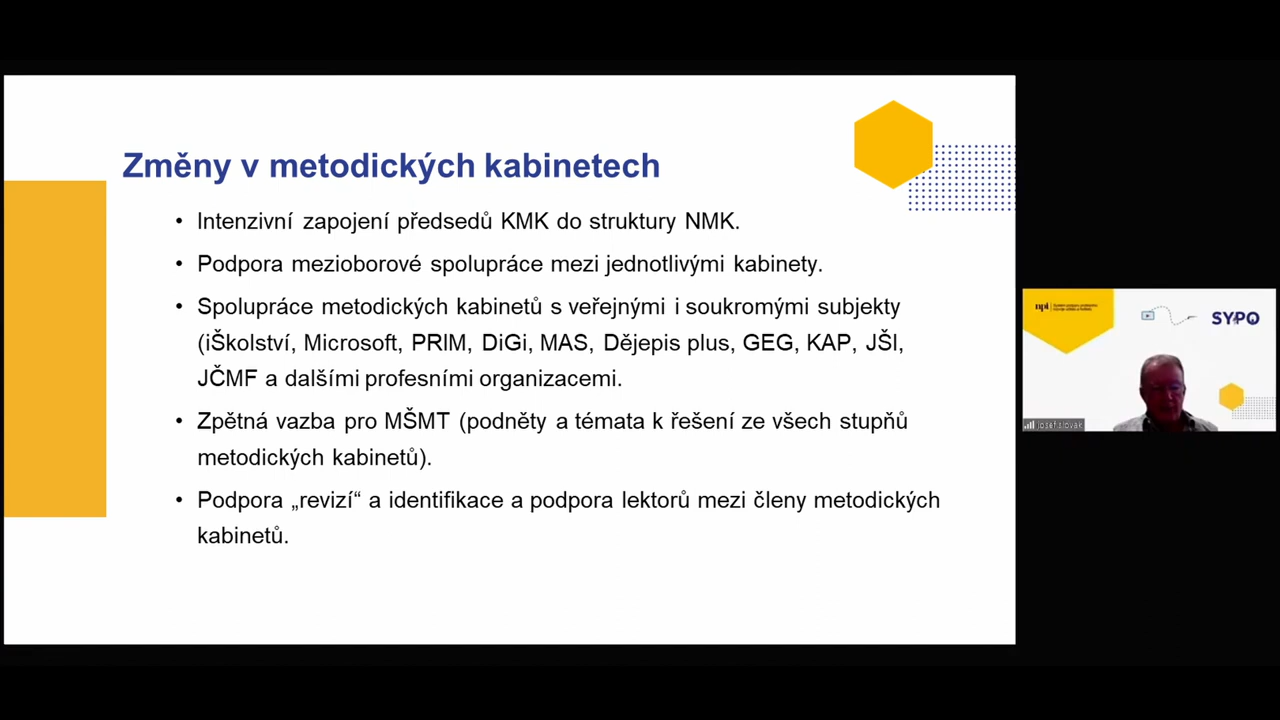 Změny v metodických kabinetech
• Intenzivní zapojení předsedů KMK do struktury NMK.
• Podpora mezioborové spolupráce mezi jednotlivými kabinety.
• Spolupráce metodických kabinetů s veřejnými i soukromými subjekty
(iŠkolství, Microsoft, PRIM, DiGi, MAS, Dějepis plus, GEG, KAP, JŠI,
JČMF a dalšími profesními organizacemi.
• Zpětná vazba pro MŠMT (podněty a témata k řešení ze všech stupňů
metodických kabinetů).
• Podpora „revizí“ a identifikace a podpora lektorů mezi členy metodických
kabinetů.
npi
SYPO
josef slovak